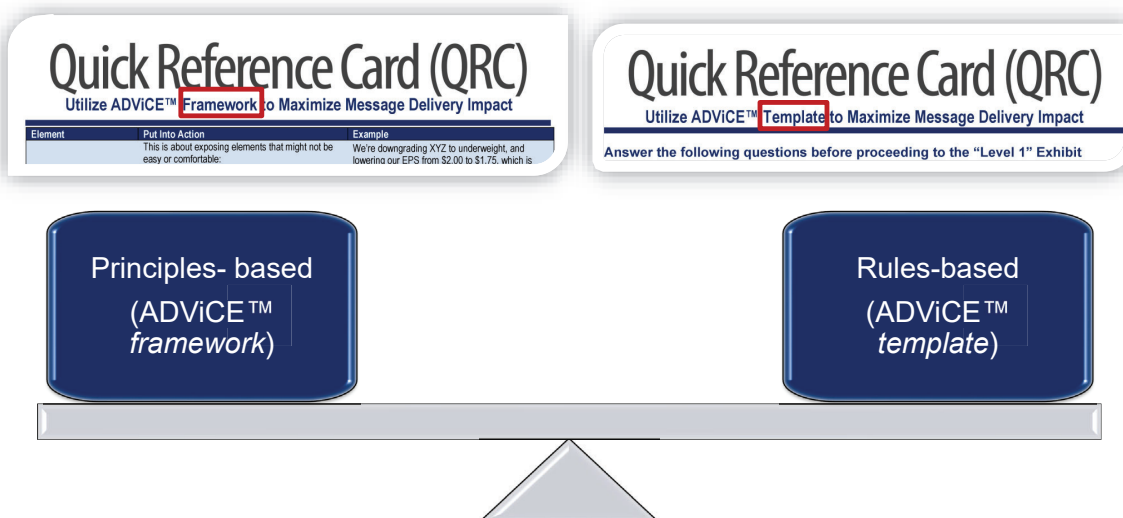 Quick Reference Card (QRC)
Utilize ADViCE™ Framework to Maximize Message Delivery Impact
Element Put Into Action Example
This is about exposing elements that might not be We're downgrading XYZ to underweight, and
easy or comfortable: lowering our EPS from $2.00 to $1.75, which is
Quick Reference Card (QRC)
Utilize ADViCE™ Template to Maximize Message Delivery Impact
Answer the following questions before proceeding to the “Level 1” Exhibit
Principles- based
(ADViCE™
framework)
Rules-based
(ADViCE™
template)